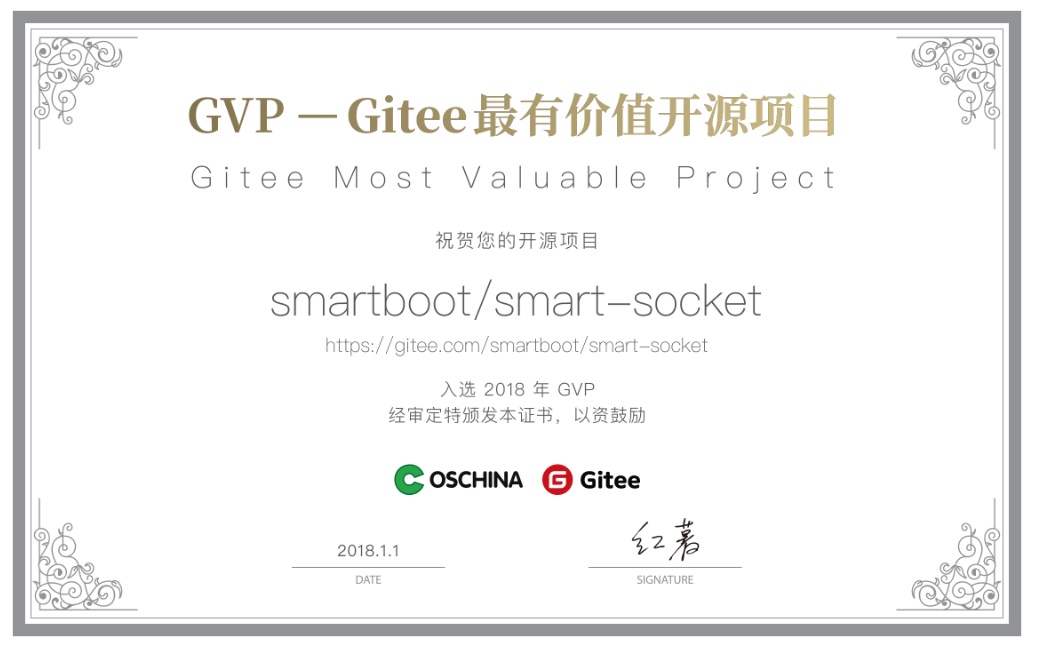 GVP — Gitee最有价值开源项目
Gitee Most Valuable Project
祝贺您的开源项目
smartboot/smart-socket
https://gitee.com/smartboot/smart-socket
入选 2018 年 GVP
经审定特颁发本证书，以资鼓励
OSCHINA Gitee
2018.1.1 红薯
DATE SIGNATURE